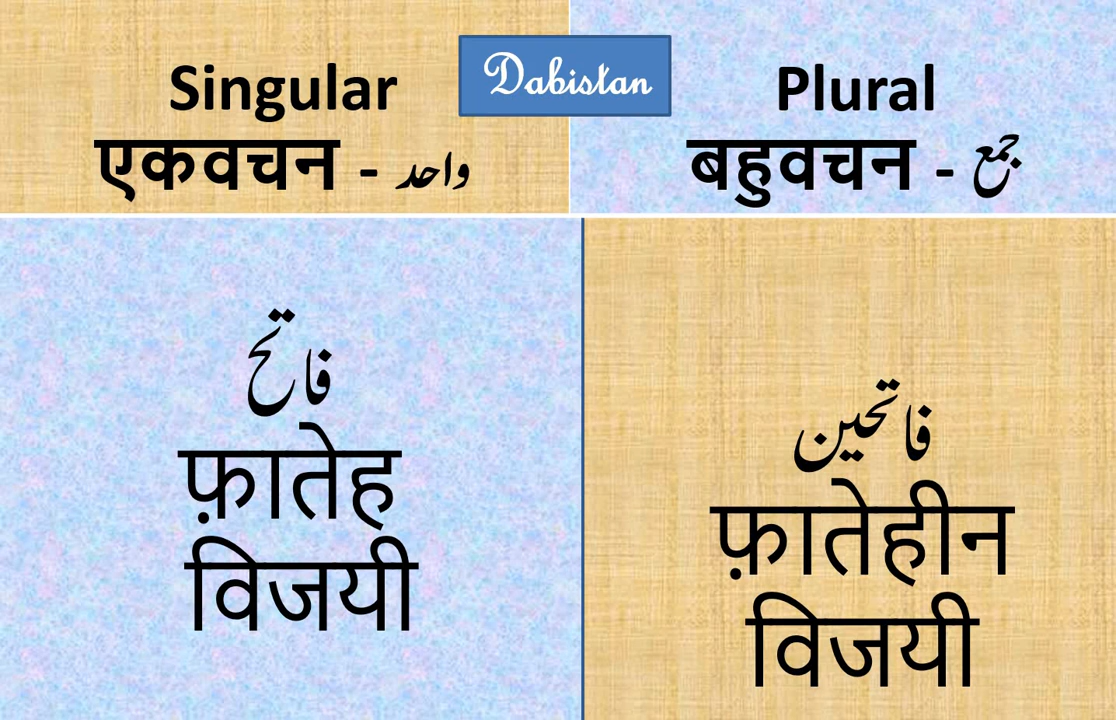 Singular
एकवचन - واحد
Dabistan
Plural
बहुवचन - جمع
فاتح
फ़ातेह
विजयी
فاتحین
फ़ातेहीन
विजयी